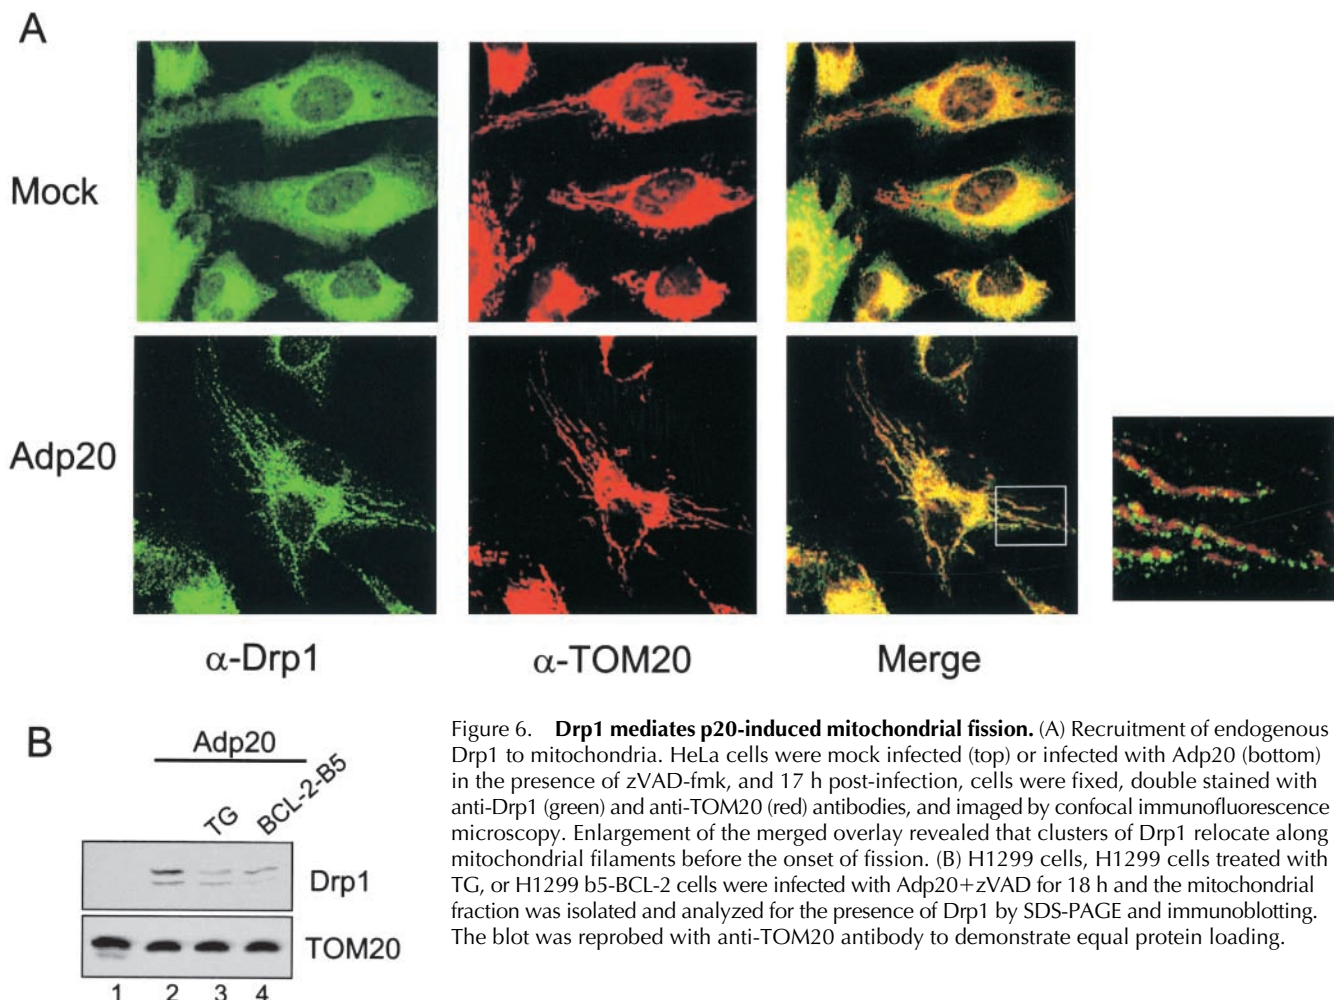 A
Mock
Adp20
α-Drp1
α-TOM20
Merge
B
Adp20
TG
BCL-2-B5
Drp1
TOM20
1 2 3 4
Figure 6. Drp1 mediates p20-induced mitochondrial fission. (A) Recruitment of endogenous
Drp1 to mitochondria. HeLa cells were mock infected (top) or infected with Adp20 (bottom)
in the presence of zVAD-fmk, and 17 h post-infection, cells were fixed, double stained with
anti-Drp1 (green) and anti-TOM20 (red) antibodies, and imaged by confocal immunofluorescence
microscopy. Enlargement of the merged overlay revealed that clusters of Drp1 relocate along
mitochondrial filaments before the onset of fission. (B) H1299 cells, H1299 cells treated with
TG, or H1299 b5-BCL-2 cells were infected with Adp20+zVAD for 18 h and the mitochondrial
fraction was isolated and analyzed for the presence of Drp1 by SDS-PAGE and immunoblotting.
The blot was reprobed with anti-TOM20 antibody to demonstrate equal protein loading.